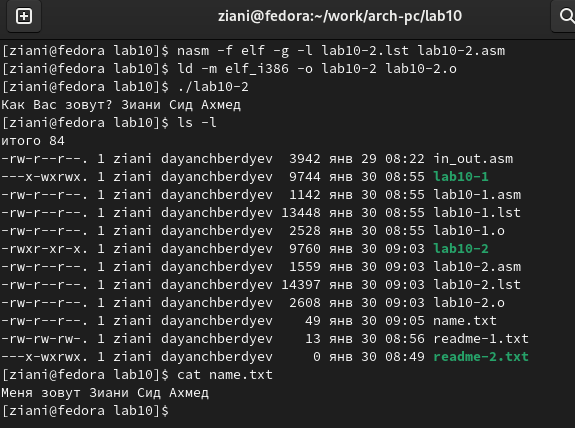 ziani@fedora:~/work/arch-pc/lab10
[ziani@fedora lab10]$ nasm -f elf -g -l lab10-2.lst lab10-2.asm
[ziani@fedora lab10]$ ld -m elf_i386 -o lab10-2 lab10-2.o
[ziani@fedora lab10]$ ./lab10-2
Как Вас зовут? Зиани Сид Ахмед
[ziani@fedora lab10]$ ls -l
итого 84
-rw-r--r--. 1 ziani dayanchberdyev  3942 янв 29 08:22 in_out.asm
---x-wxrwx. 1 ziani dayanchberdyev  9744 янв 30 08:55 lab10-1
-rw-r--r--. 1 ziani dayanchberdyev  1142 янв 30 08:55 lab10-1.asm
-rw-r--r--. 1 ziani dayanchberdyev 13448 янв 30 08:55 lab10-1.lst
-rw-r--r--. 1 ziani dayanchberdyev  2528 янв 30 08:55 lab10-1.o
-rwxr-xr-x. 1 ziani dayanchberdyev  9760 янв 30 09:03 lab10-2
-rw-r--r--. 1 ziani dayanchberdyev  1559 янв 30 09:03 lab10-2.asm
-rw-r--r--. 1 ziani dayanchberdyev 14397 янв 30 09:03 lab10-2.lst
-rw-r--r--. 1 ziani dayanchberdyev  2608 янв 30 09:03 lab10-2.o
-rw-r--r--. 1 ziani dayanchberdyev    49 янв 30 09:05 name.txt
-rw-rw-rw-. 1 ziani dayanchberdyev    13 янв 30 08:56 readme-1.txt
---x-wxrwx. 1 ziani dayanchberdyev     0 янв 30 08:49 readme-2.txt
[ziani@fedora lab10]$ cat name.txt
Меня зовут Зиани Сид Ахмед
[ziani@fedora lab10]$